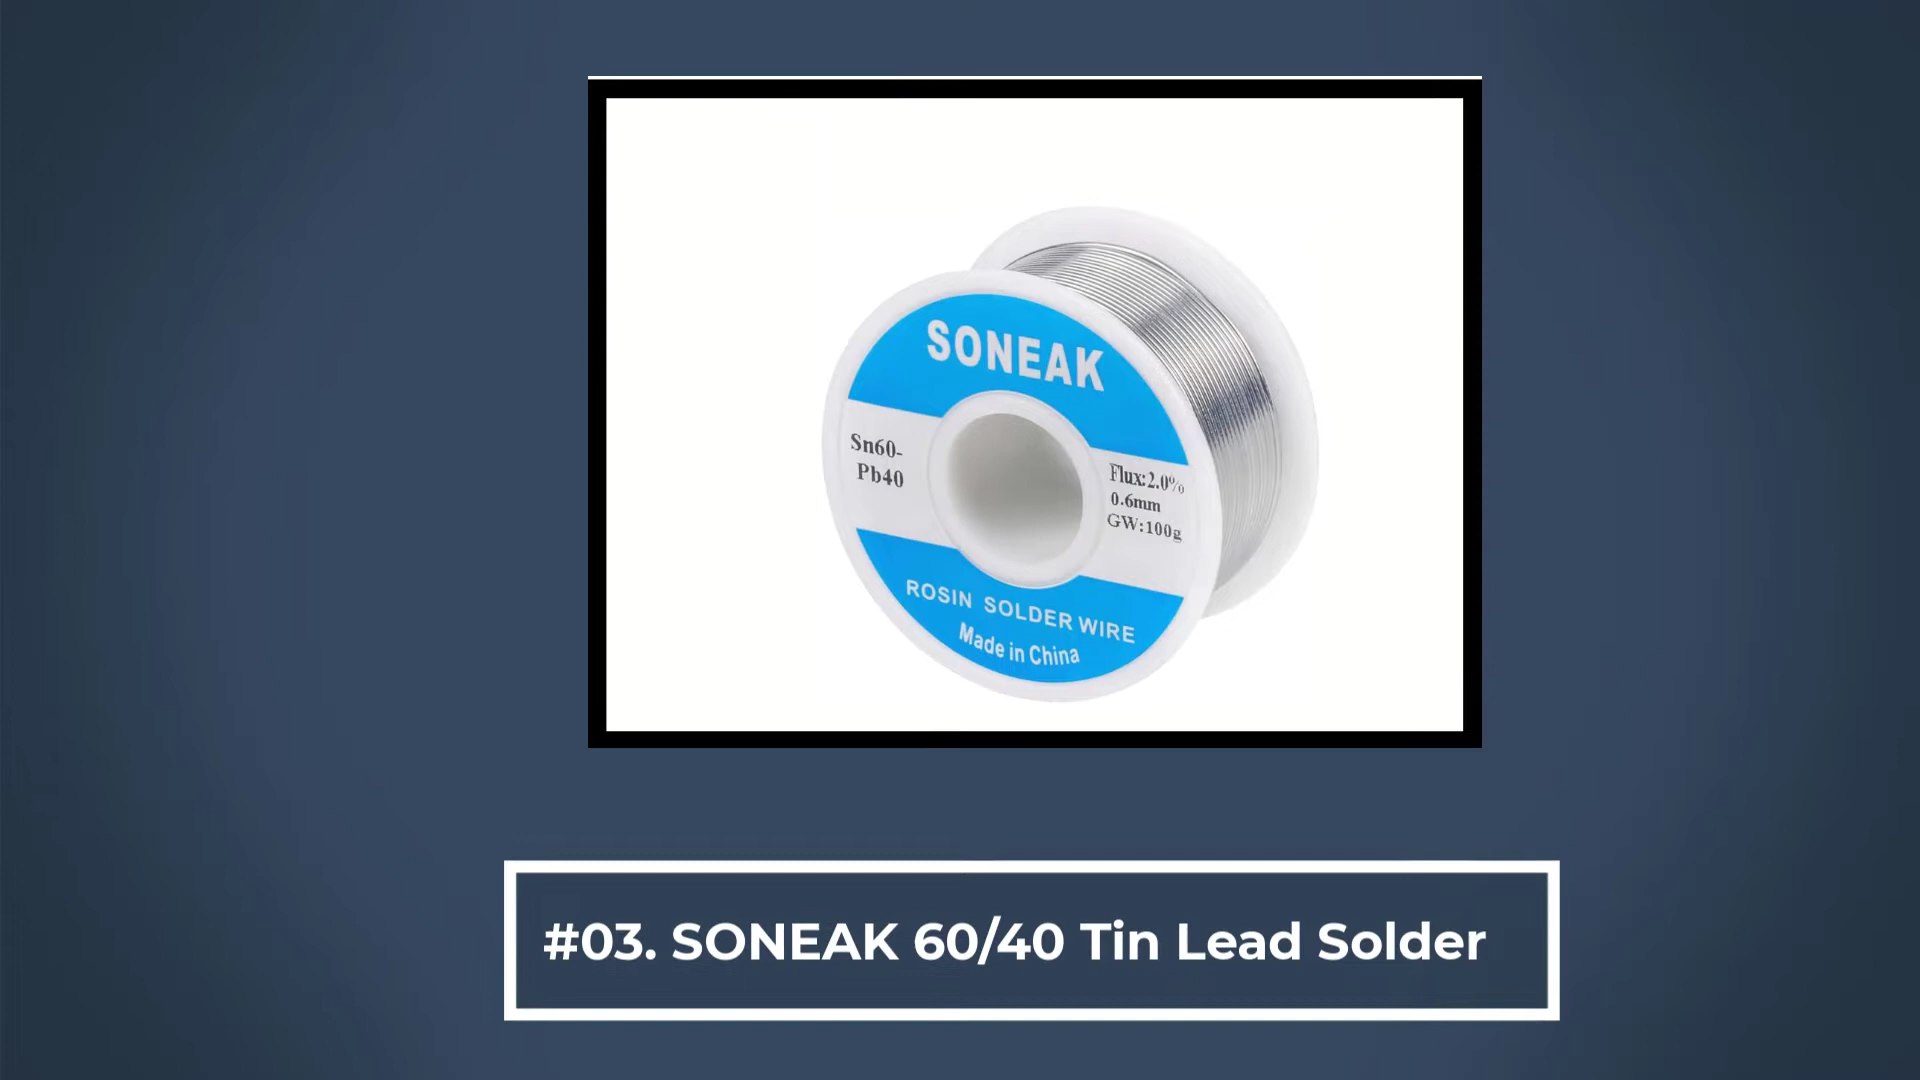 SONEAK
Sn60-
Pb40
Flux:2.0%
0.6mm
GW:100g
ROSIN SOLDER WIRE
Made in China
#03. SONEAK 60/40 Tin Lead Solder